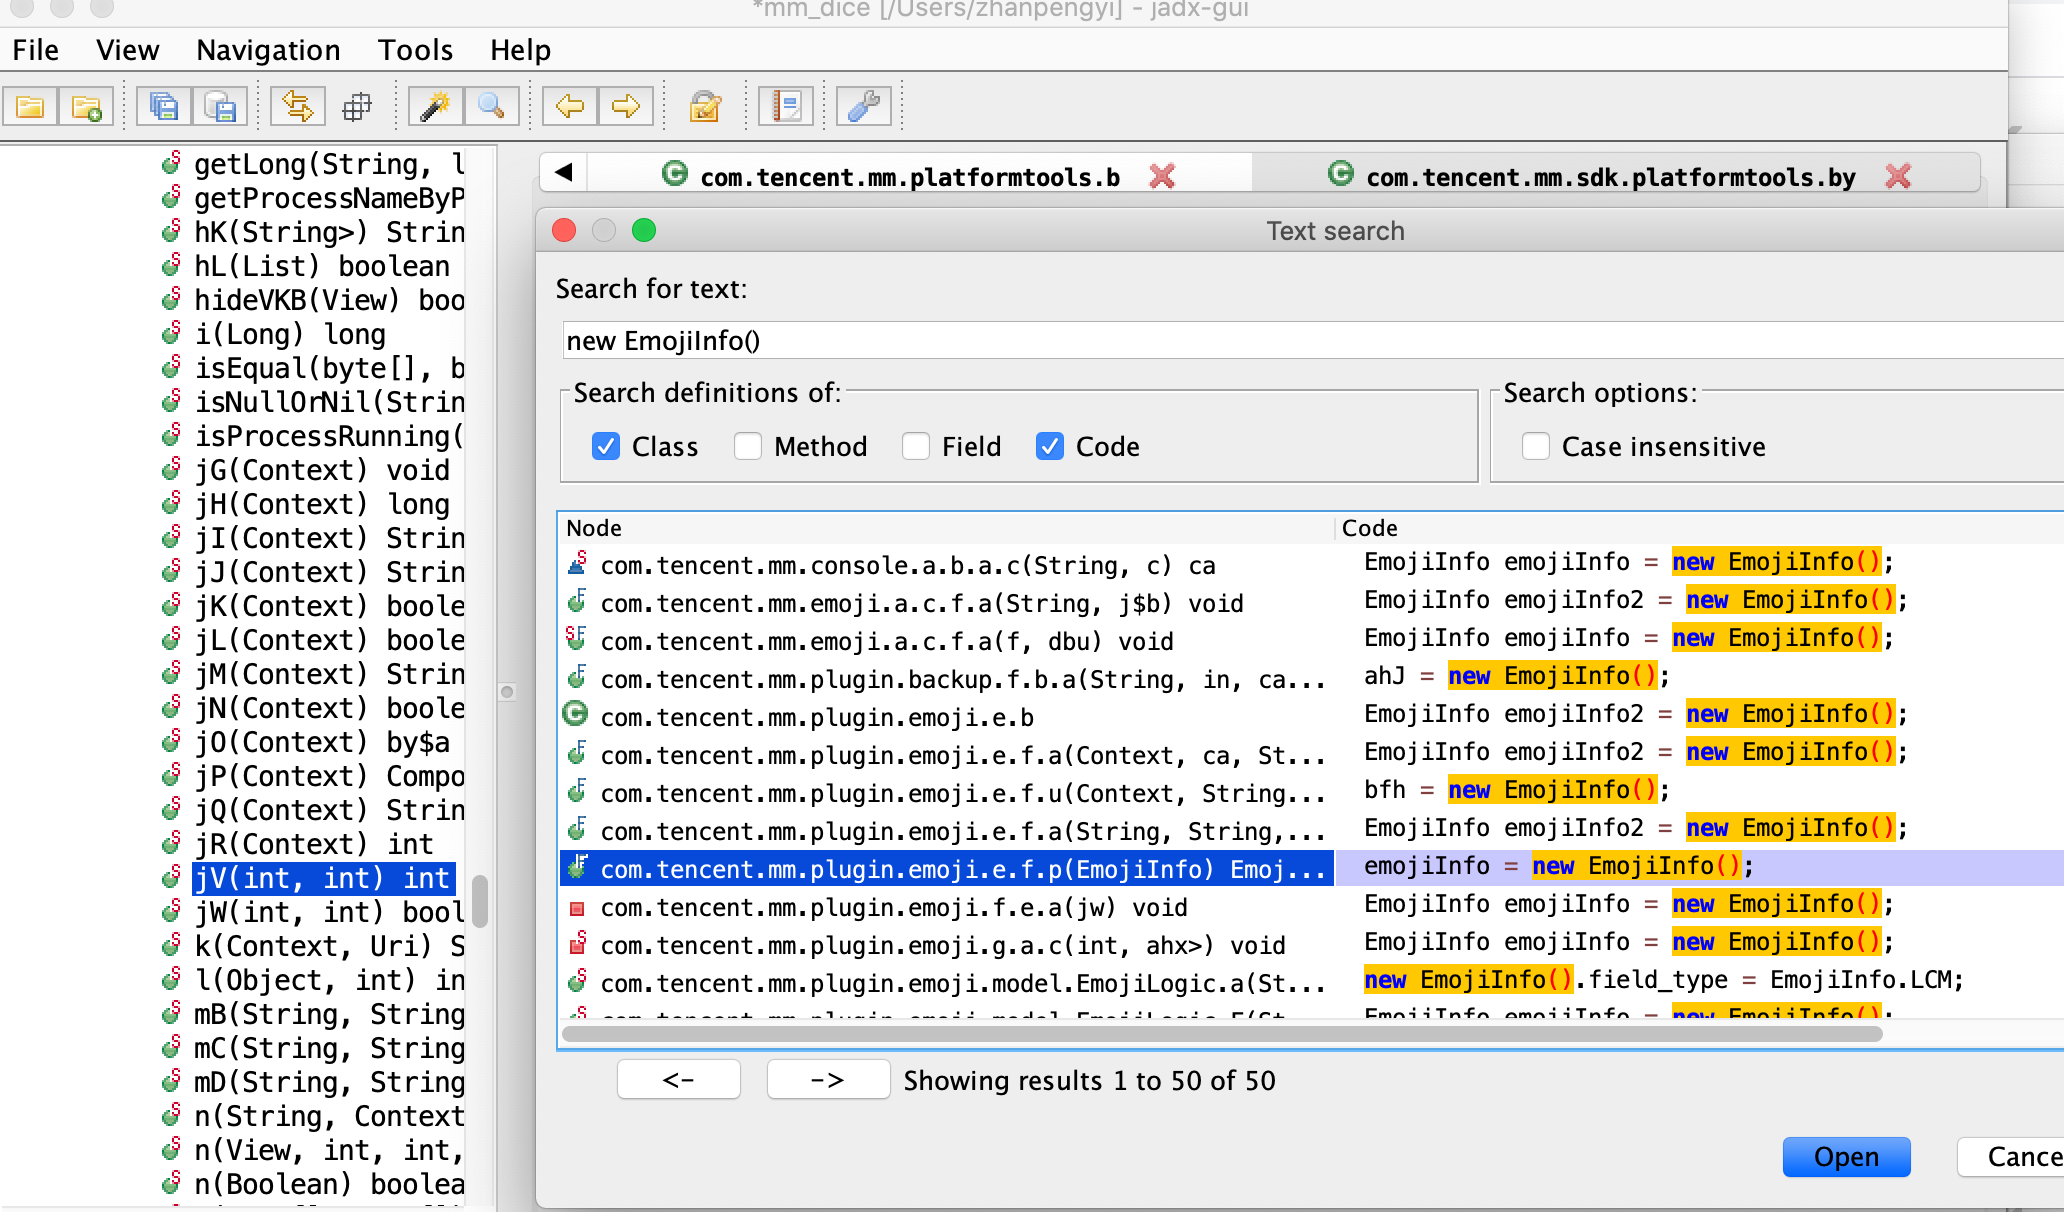 *mm_dice [/Users/zhanpengyi] - jadx-gui
File View Navigation Tools Help
com.tencent.mm.platformtools.b com.tencent.mm.sdk.platformtools.by
getLong(String, l
getProcessNameByP
hK(String>) Strin
hL(List) boolean
hideVKB(View) boo
i(Long) long
isEqual(byte[], b
isNullOrNil(Strin
isProcessRunning(
jG(Context) void
jH(Context) long
jI(Context) Strin
jJ(Context) Strin
jK(Context) boole
jL(Context) boole
jM(Context) Strin
jN(Context) boole
jO(Context) by$a
jP(Context) Compo
jQ(Context) Strin
jR(Context) int
jV(int, int) int
jW(int, int) bool
k(Context, Uri) S
l(Object, int) in
mB(String, String
mC(String, String
mD(String, String
n(String, Context
n(View, int, int,
n(Boolean) boolea
Text search
Search for text:
new EmojiInfo()
Search definitions of:
Class Method Field Code
Search options:
Case insensitive
Node Code
com.tencent.mm.console.a.b.a.c(String, c) ca EmojiInfo emojiInfo = new EmojiInfo();
com.tencent.mm.emoji.a.c.f.a(String, j$b) void EmojiInfo emojiInfo2 = new EmojiInfo();
com.tencent.mm.emoji.a.c.f.a(f, dbu) void EmojiInfo emojiInfo = new EmojiInfo();
com.tencent.mm.plugin.backup.f.b.a(String, in, ca... ahJ = new EmojiInfo();
com.tencent.mm.plugin.emoji.e.b EmojiInfo emojiInfo2 = new EmojiInfo();
com.tencent.mm.plugin.emoji.e.f.a(Context, ca, St... EmojiInfo emojiInfo2 = new EmojiInfo();
com.tencent.mm.plugin.emoji.e.f.u(Context, String... bfh = new EmojiInfo();
com.tencent.mm.plugin.emoji.e.f.a(String, String,... EmojiInfo emojiInfo2 = new EmojiInfo();
com.tencent.mm.plugin.emoji.e.f.p(EmojiInfo) Emoj... emojiInfo = new EmojiInfo();
com.tencent.mm.plugin.emoji.f.e.a(jw) void EmojiInfo emojiInfo = new EmojiInfo();
com.tencent.mm.plugin.emoji.g.a.c(int, ahx>) void EmojiInfo emojiInfo = new EmojiInfo();
com.tencent.mm.plugin.emoji.model.EmojiLogic.a(St... new EmojiInfo().field_type = EmojiInfo.LCM;
EmojiInfo emojiInfo = new EmojiInfo();
<- -> Showing results 1 to 50 of 50
Open Cance